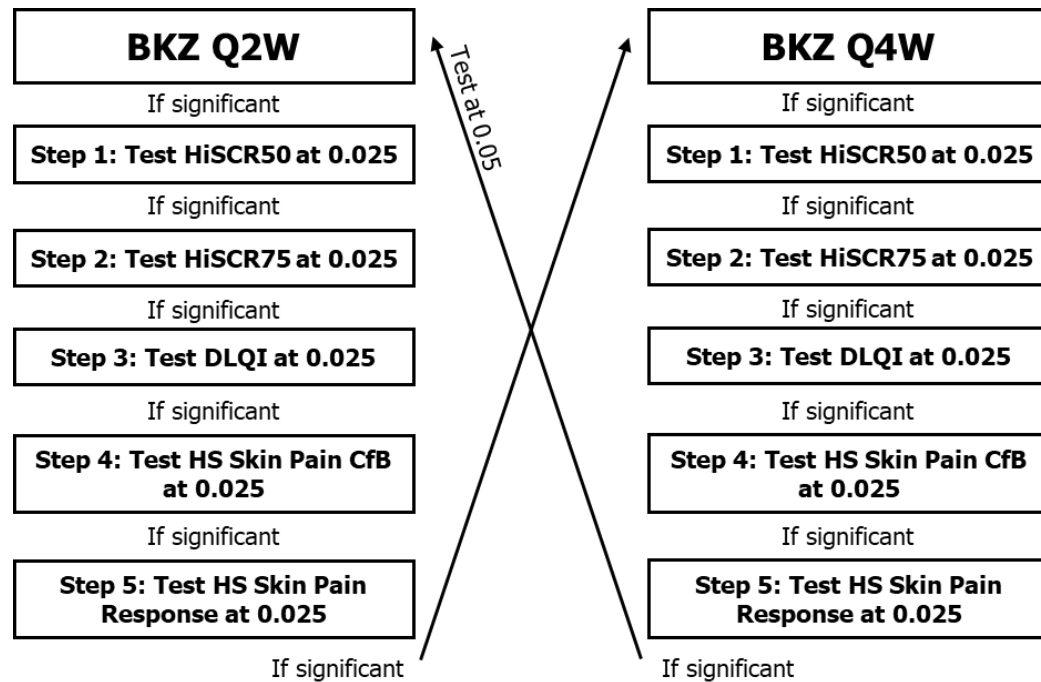 BKZ Q2W
If significant
Step 1: Test HiSCR50 at 0.025
If significant
Step 2: Test HiSCR75 at 0.025
If significant
Step 3: Test DLQI at 0.025
If significant
Step 4: Test HS Skin Pain CfB
at 0.025
If significant
Step 5: Test HS Skin Pain
Response at 0.025
If significant
Test at 0.05
BKZ Q4W
If significant
Step 1: Test HiSCR50 at 0.025
If significant
Step 2: Test HiSCR75 at 0.025
If significant
Step 3: Test DLQI at 0.025
If significant
Step 4: Test HS Skin Pain CfB
at 0.025
If significant
Step 5: Test HS Skin Pain
Response at 0.025
If significant